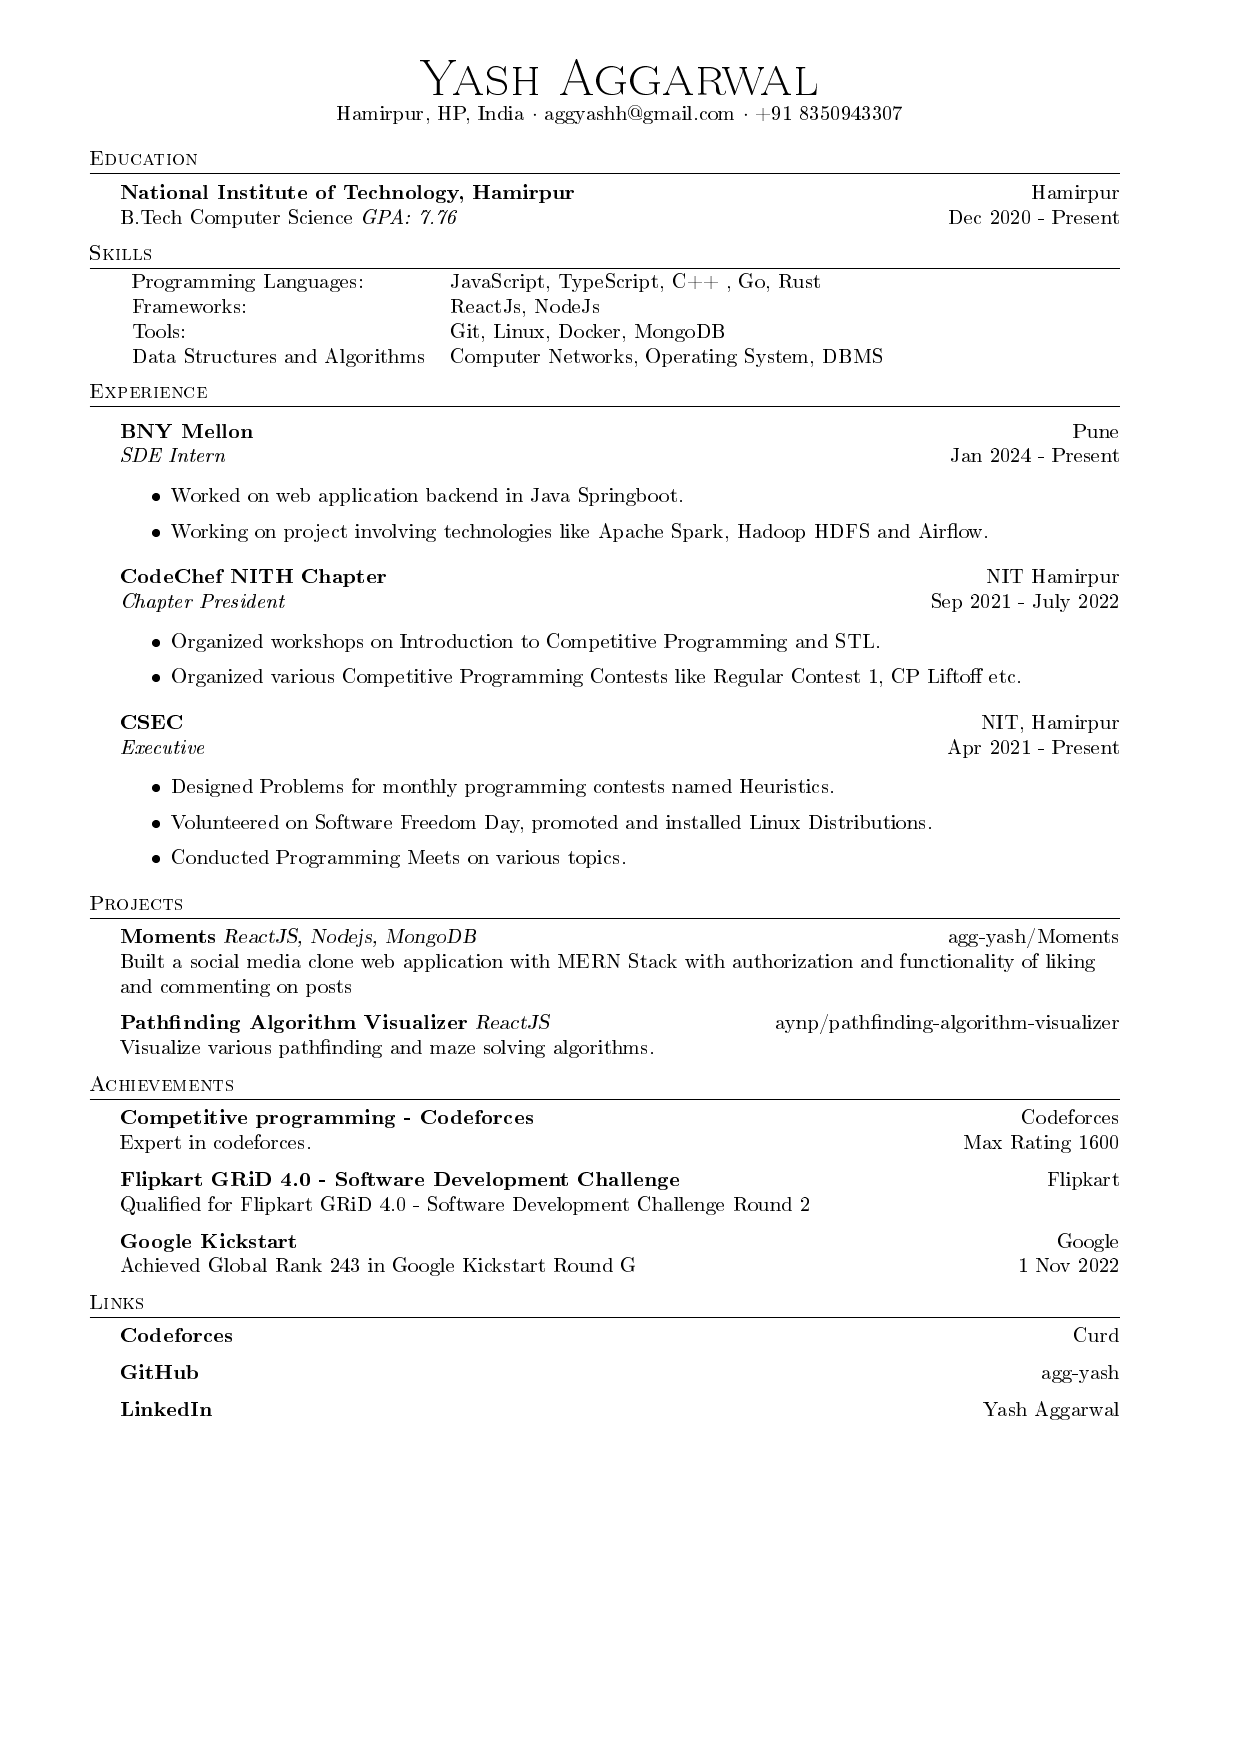 Yash Aggarwal
Hamirpur, HP, India · aggyashh@gmail.com · +91 8350943307
Education
National Institute of Technology, Hamirpur Hamirpur
B.Tech Computer Science GPA: 7.76 Dec 2020 - Present
Skills
Programming Languages: JavaScript, TypeScript, C++ , Go, Rust
Frameworks: ReactJs, NodeJs
Tools: Git, Linux, Docker, MongoDB
Data Structures and Algorithms Computer Networks, Operating System, DBMS
Experience
BNY Mellon Pune
SDE Intern Jan 2024 - Present
• Worked on web application backend in Java Springboot.
• Working on project involving technologies like Apache Spark, Hadoop HDFS and Airflow.
CodeChef NITH Chapter NIT Hamirpur
Chapter President Sep 2021 - July 2022
• Organized workshops on Introduction to Competitive Programming and STL.
• Organized various Competitive Programming Contests like Regular Contest 1, CP Liftoff etc.
CSEC NIT, Hamirpur
Executive Apr 2021 - Present
• Designed Problems for monthly programming contests named Heuristics.
• Volunteered on Software Freedom Day, promoted and installed Linux Distributions.
• Conducted Programming Meets on various topics.
Projects
Moments ReactJS, Nodejs, MongoDB agg-yash/Moments
Built a social media clone web application with MERN Stack with authorization and functionality of liking
and commenting on posts
Pathfinding Algorithm Visualizer ReactJS aynp/pathfinding-algorithm-visualizer
Visualize various pathfinding and maze solving algorithms.
Achievements
Competitive programming - Codeforces Codeforces
Expert in codeforces. Max Rating 1600
Flipkart GRiD 4.0 - Software Development Challenge Flipkart
Qualified for Flipkart GRiD 4.0 - Software Development Challenge Round 2
Google Kickstart Google
Achieved Global Rank 243 in Google Kickstart Round G 1 Nov 2022
Links
Codeforces Curd
GitHub agg-yash
LinkedIn Yash Aggarwal